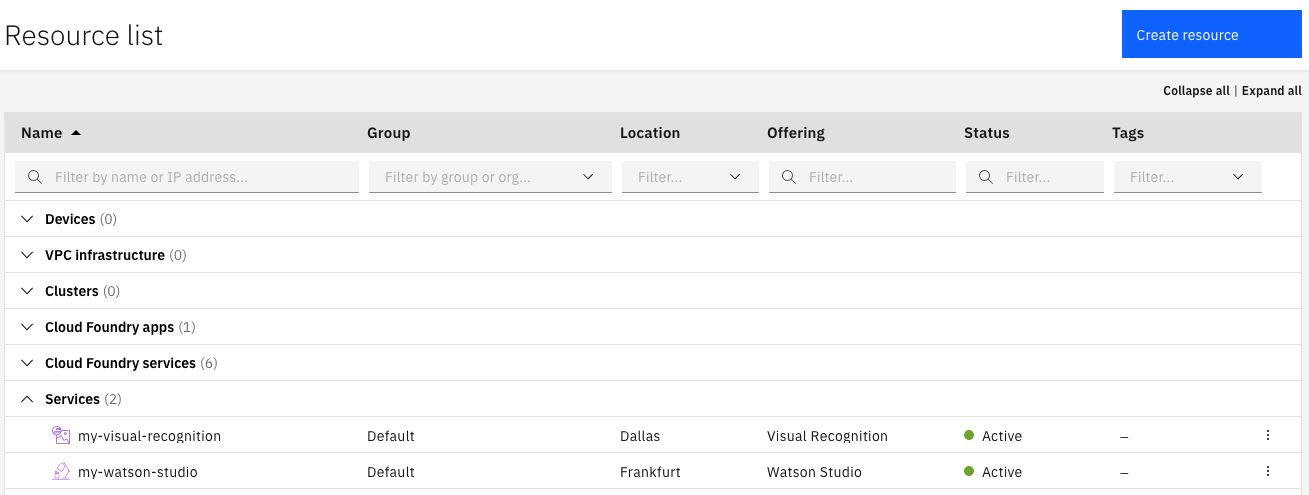 Resource list
Create resource
Collapse all | Expand all
Name Group Location Offering Status Tags
Filter by name or IP address... Filter by group or org... Filter... Filter... Filter... Filter...
Devices (0)
VPC infrastructure (0)
Clusters (0)
Cloud Foundry apps (1)
Cloud Foundry services (6)
Services (2)
my-visual-recognition Default Dallas Visual Recognition Active –
my-watson-studio Default Frankfurt Watson Studio Active –